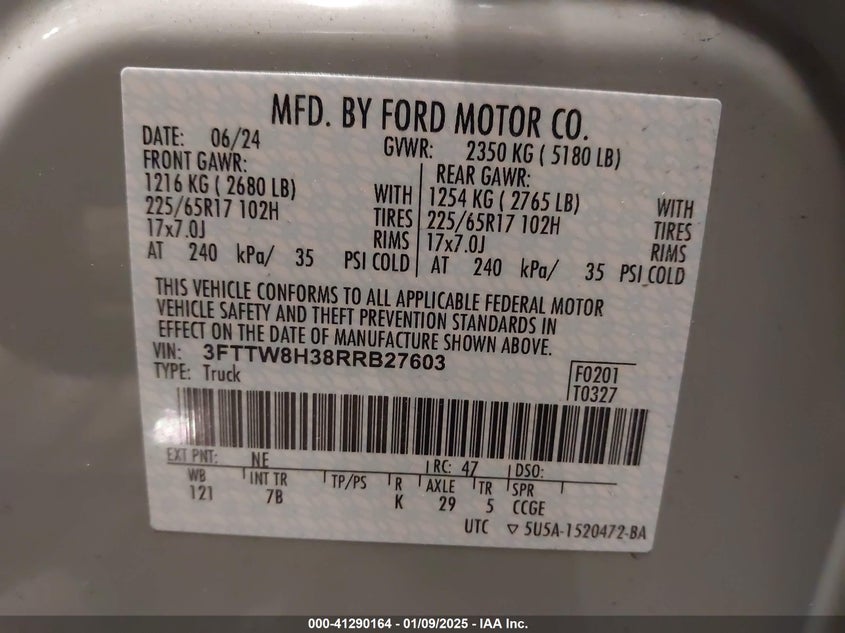 MFD. BY FORD MOTOR CO.
DATE: 06/24 GVWR: 2350 KG ( 5180 LB)
FRONT GAWR: REAR GAWR:
1216 KG ( 2680 LB) WITH 1254 KG ( 2765 LB) WITH
225/65R17 102H TIRES 225/65R17 102H TIRES
17x7.0J RIMS 17x7.0J RIMS
AT 240 kPa/ 35 PSI COLD AT 240 kPa/ 35 PSI COLD
THIS VEHICLE CONFORMS TO ALL APPLICABLE FEDERAL MOTOR
VEHICLE SAFETY AND THEFT PREVENTION STANDARDS IN
EFFECT ON THE DATE OF MANUFACTURE SHOWN ABOVE.
VIN: 3FTTW8H38RRB27603
TYPE: Truck F0201
T0327
EXT PNT: NE RC: 47 DSO:
WB INT TR TP/PS R AXLE TR SPR
121 7B K 29 5 CCGE
UTC ▽ 5U5A-1520472-BA
000-41290164 - 01/09/2025 - IAA Inc.